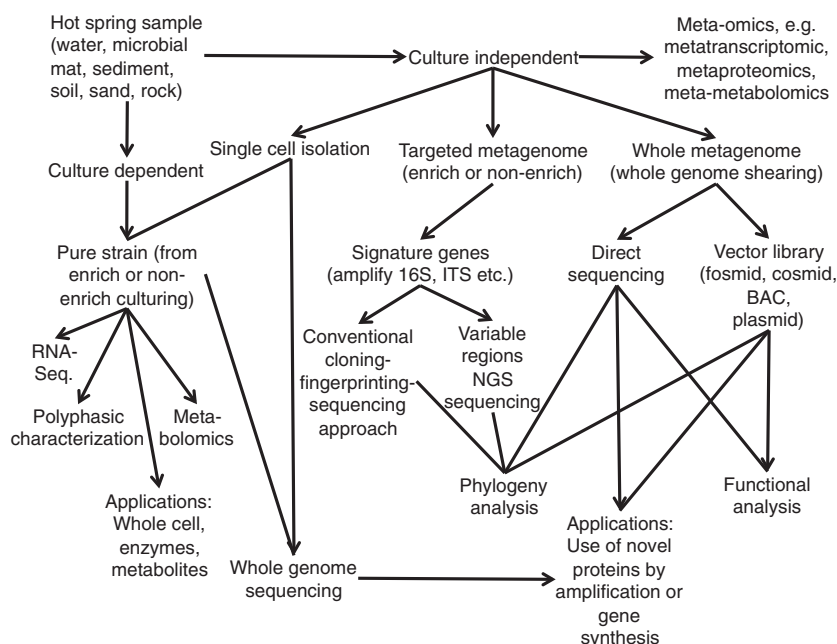 Hot spring sample
(water, microbial
mat, sediment,
soil, sand, rock)
Culture independent
Meta-omics, e.g.
metatranscriptomic,
metaproteomics,
meta-metabolomics
Culture dependent
Single cell isolation
Targeted metagenome
(enrich or non-enrich)
Whole metagenome
(whole genome shearing)
Pure strain (from
enrich or non-
enrich culturing)
Signature genes
(amplify 16S, ITS etc.)
Direct
sequencing
Vector library
(fosmid, cosmid,
BAC,
plasmid)
RNA-
Seq.
Conventional
cloning-
fingerprinting-
sequencing
approach
Variable
regions
NGS
sequencing
Polyphasic
characterization
Meta-
bolomics
Phylogeny
analysis
Functional
analysis
Applications:
Whole cell,
enzymes,
metabolites
Whole genome
sequencing
Applications:
Use of novel
proteins by
amplification or
gene
synthesis